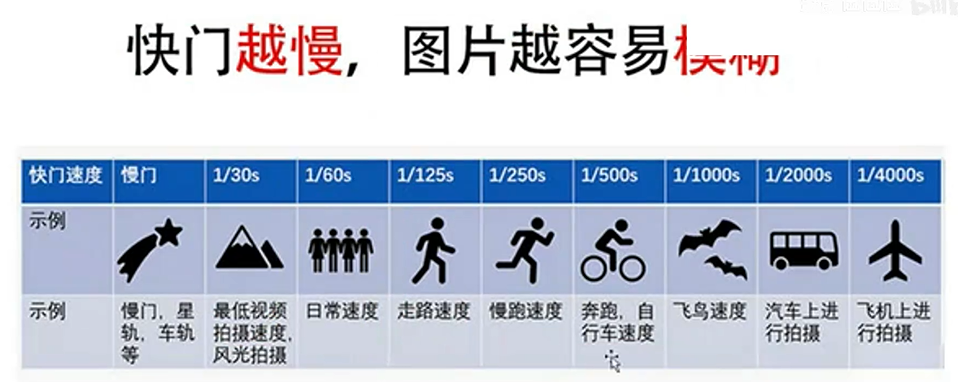 快门越慢，图片越容易模糊
快门速度 慢门 1/30s 1/60s 1/125s 1/250s 1/500s 1/1000s 1/2000s 1/4000s
示例
示例 慢门，星轨，车轨等 最低视频拍摄速度，风光拍摄 日常速度 走路速度 慢跑速度 奔跑，自行车速度 飞鸟速度 汽车上进行拍摄 飞机上进行拍摄